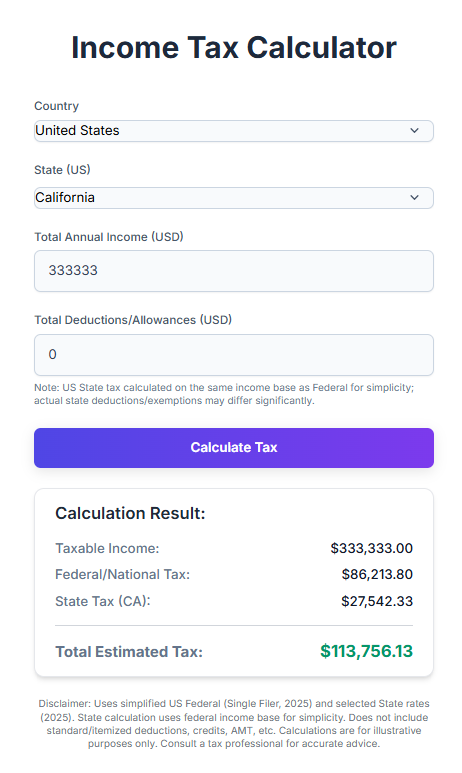 Income Tax Calculator
Country
United States
State (US)
California
Total Annual Income (USD)
333333
Total Deductions/Allowances (USD)
0
Note: US State tax calculated on the same income base as Federal for simplicity;
actual state deductions/exemptions may differ significantly.
Calculate Tax
Calculation Result:
Taxable Income: $333,333.00
Federal/National Tax: $86,213.80
State Tax (CA): $27,542.33
Total Estimated Tax: $113,756.13
Disclaimer: Uses simplified US Federal (Single Filer, 2025) and selected State rates
(2025). State calculation uses federal income base for simplicity. Does not include
standard/itemized deductions, credits, AMT, etc. Calculations are for illustrative
purposes only. Consult a tax professional for accurate advice.